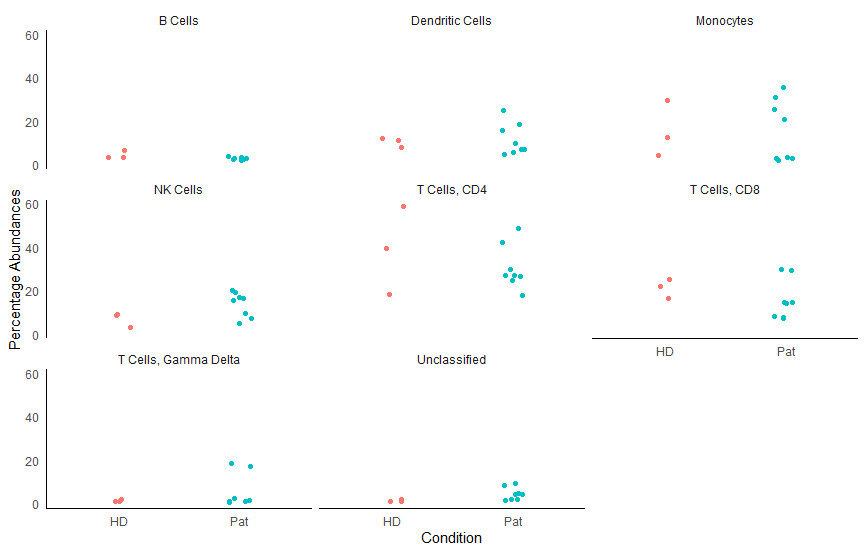 B Cells
Dendritic Cells
Monocytes
60
40
20
0
NK Cells
T Cells, CD4
T Cells, CD8
60
40
20
0
Percentage Abundances
HD
Pat
T Cells, Gamma Delta
Unclassified
60
40
20
0
HD
Pat
HD
Pat
Condition